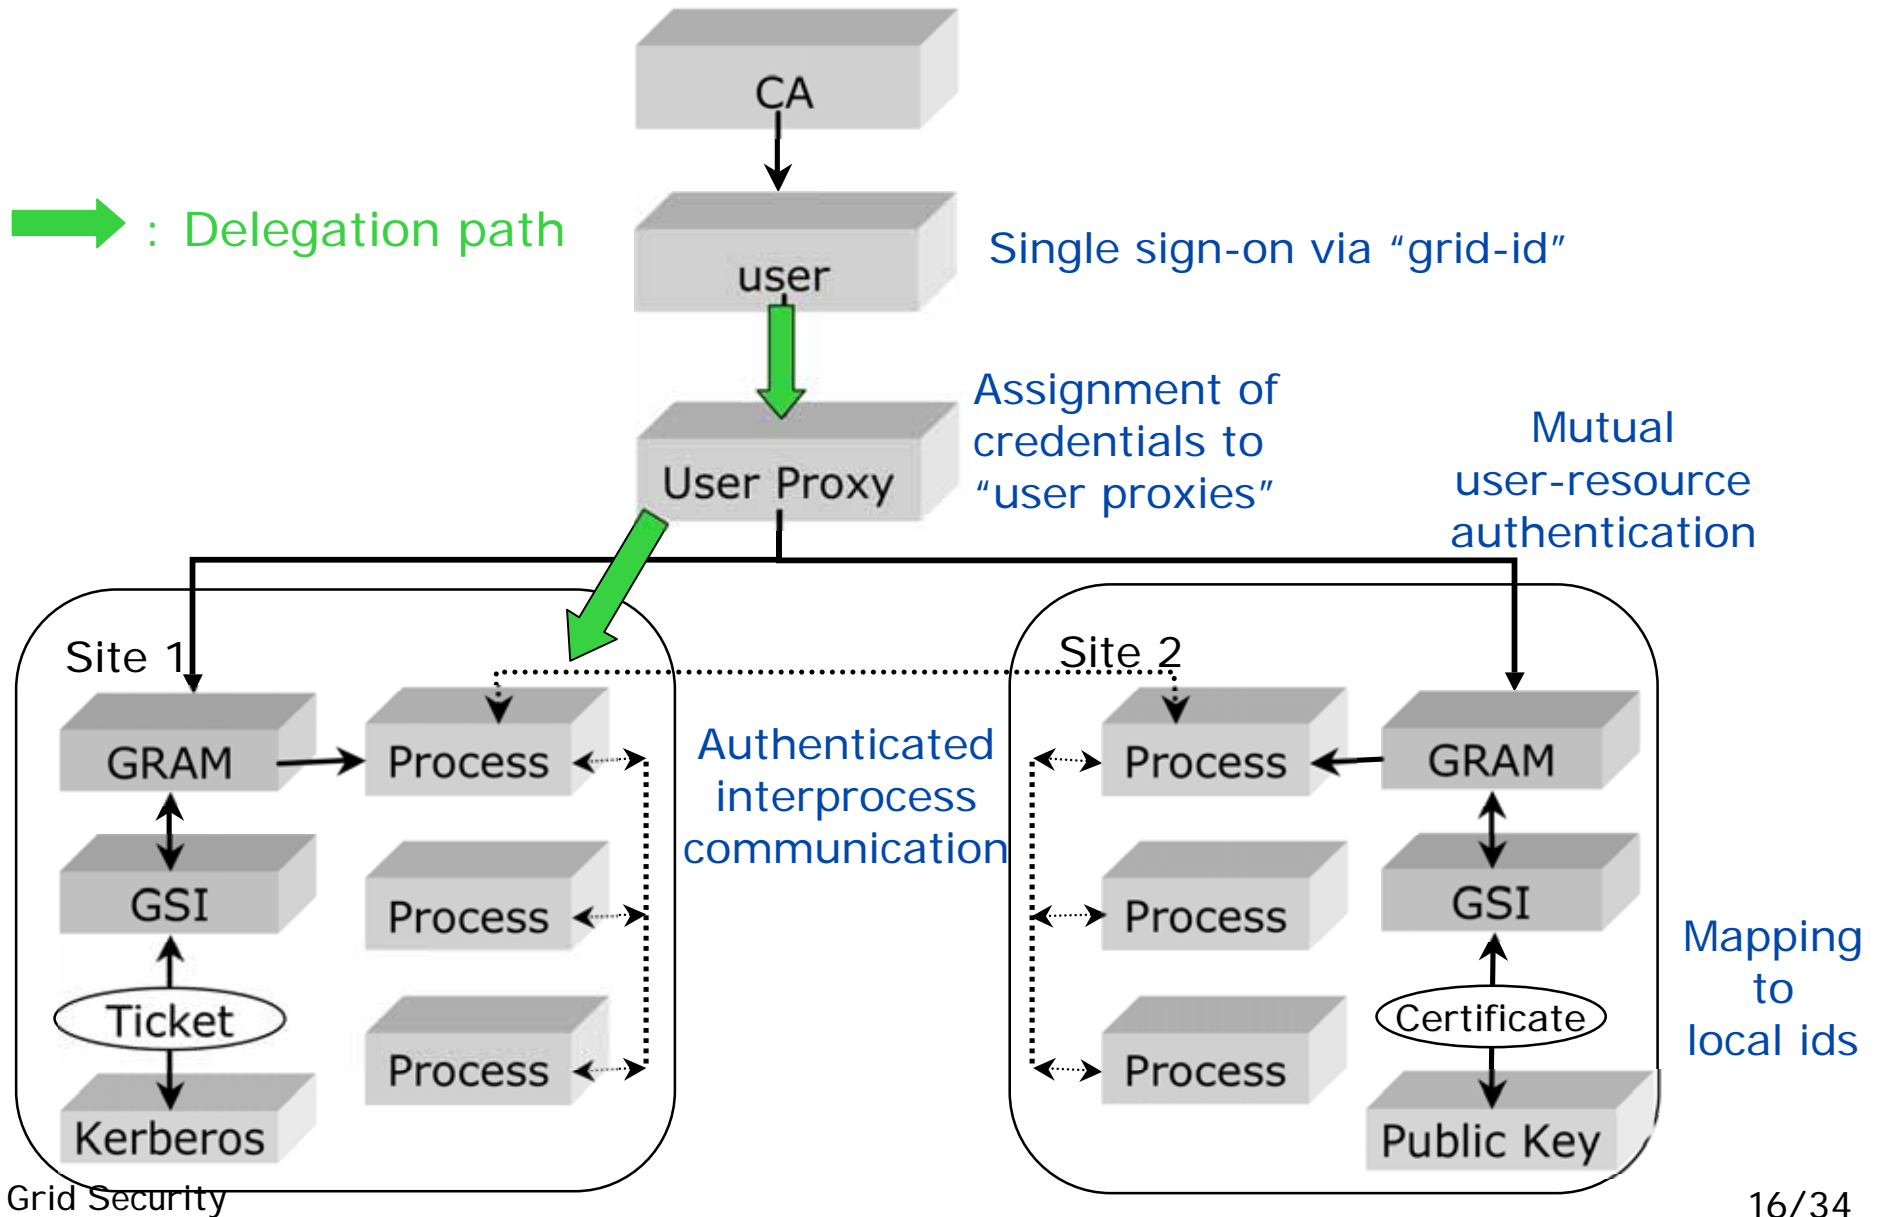 CA
: Delegation path
user
Single sign-on via “grid-id”
User Proxy
Assignment of
credentials to
“user proxies”
Mutual
user-resource
authentication
Site 1
GRAM
Process
GSI
Process
Ticket
Process
Kerberos
Authenticated
interprocess
communication
Site 2
Process
GRAM
Process
GSI
Process
Certificate
Public Key
Mapping
to
local ids
Grid Security
16/34